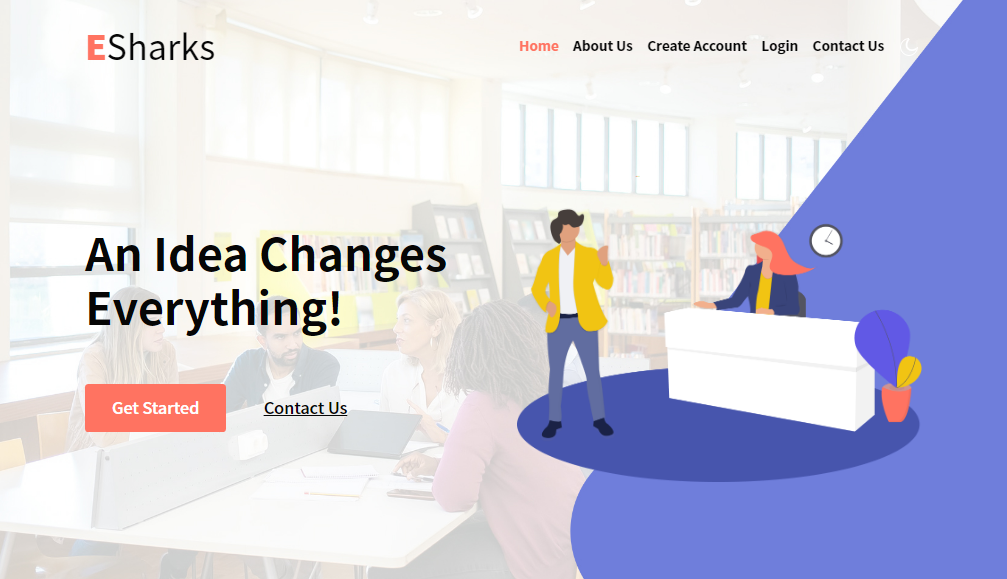 ESharks
Home About Us Create Account Login Contact Us
An Idea Changes
Everything!
Get Started Contact Us